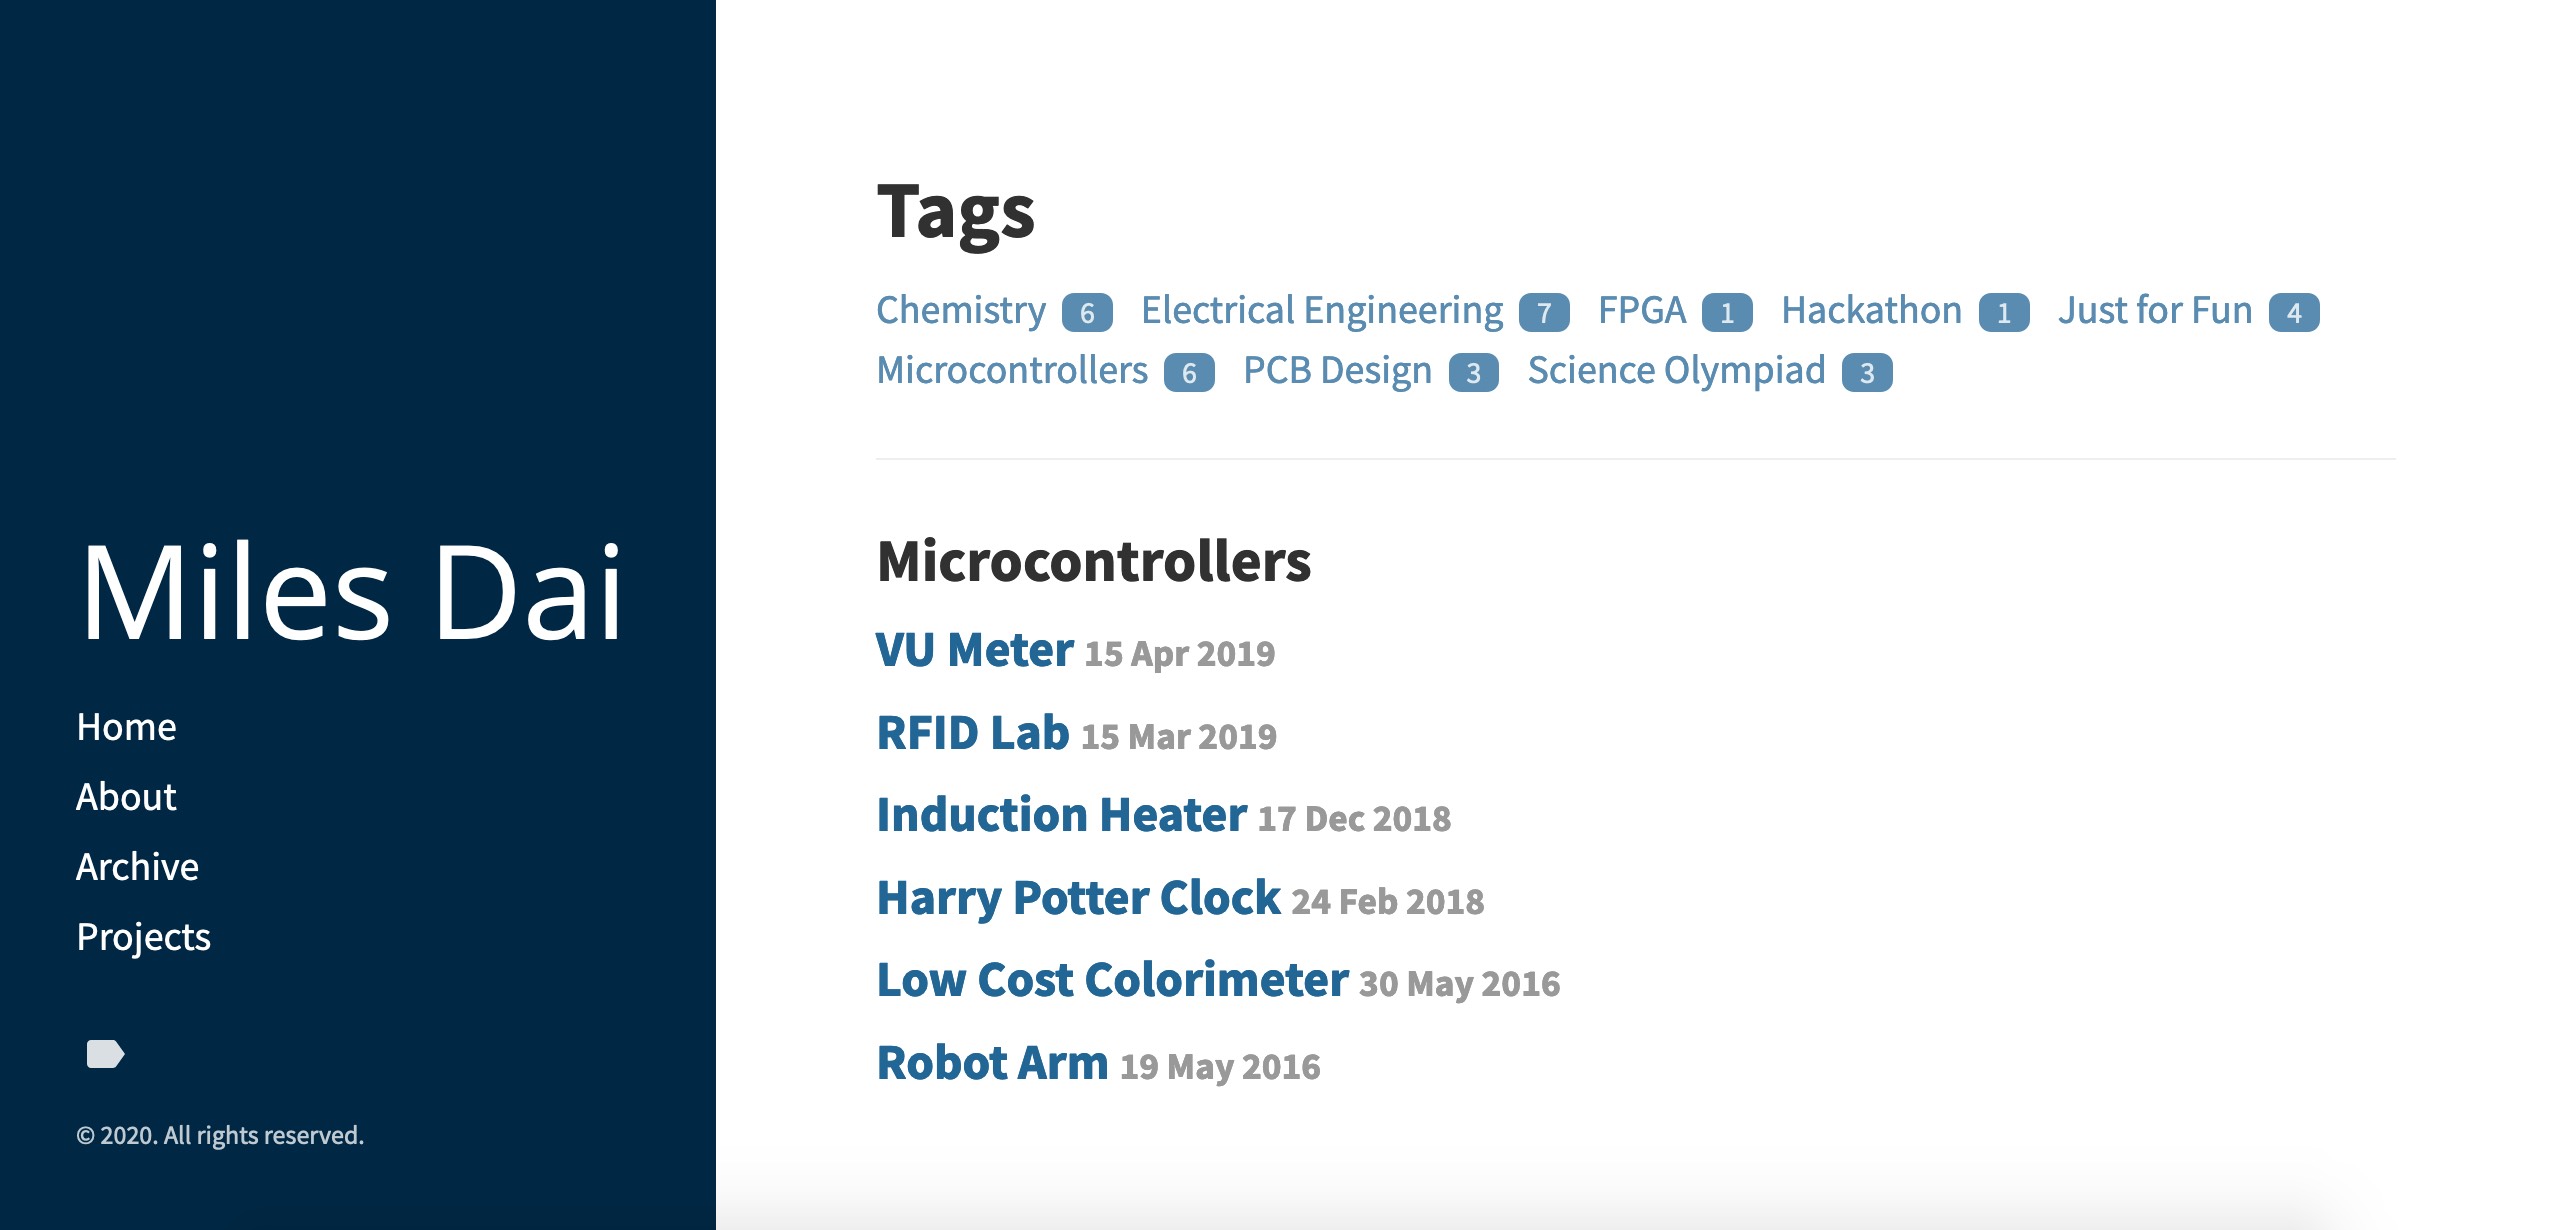 Miles Dai
Home
About
Archive
Projects
© 2020. All rights reserved.
Tags
Chemistry 6 Electrical Engineering 7 FPGA 1 Hackathon 1 Just for Fun 4
Microcontrollers 6 PCB Design 3 Science Olympiad 3
Microcontrollers
VU Meter 15 Apr 2019
RFID Lab 15 Mar 2019
Induction Heater 17 Dec 2018
Harry Potter Clock 24 Feb 2018
Low Cost Colorimeter 30 May 2016
Robot Arm 19 May 2016